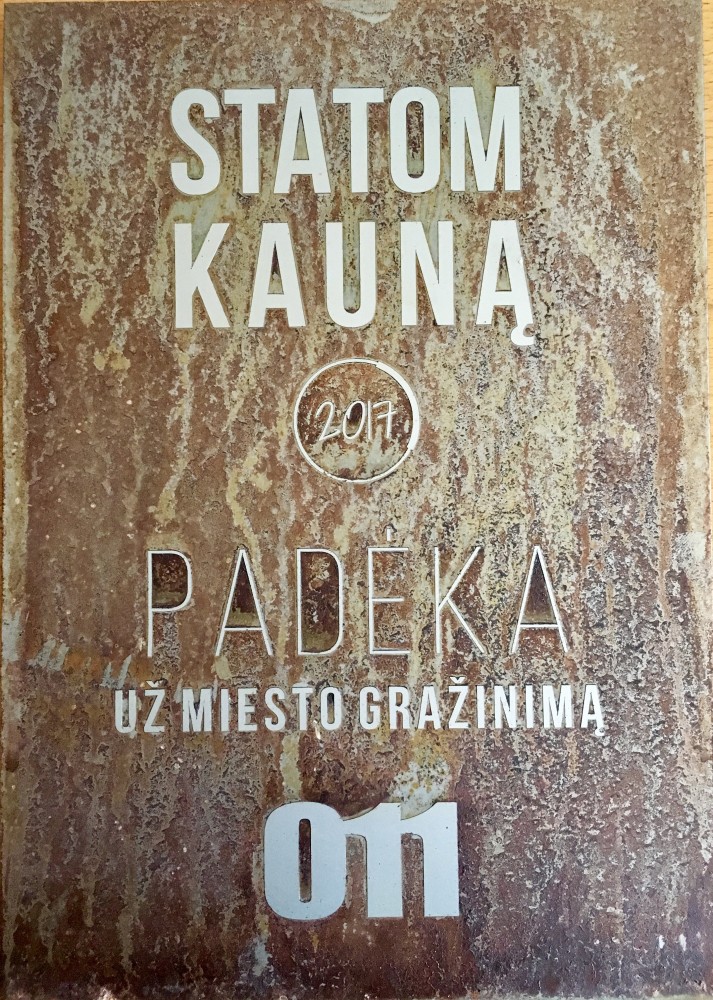 STATOM
KAUNĄ
2017
PADĖKA
UŽ MIESTO GRAŽINIMĄ
011